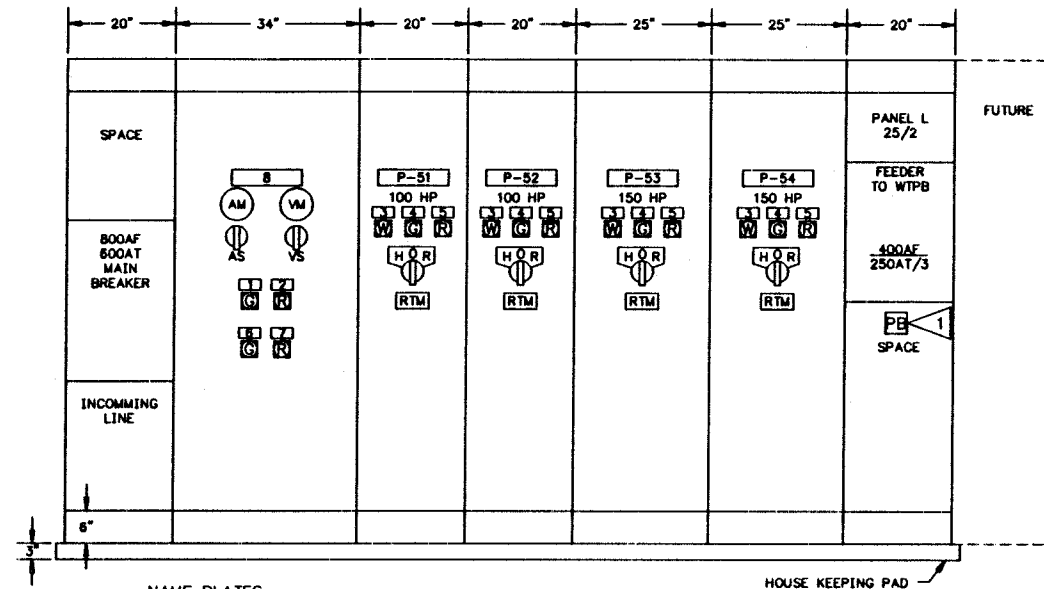 20" 34" 20" 20" 25" 25" 20"
FUTURE
SPACE
800AF
600AT
MAIN
BREAKER
INCOMMING
LINE
6"
3"
8
AM VM
AS VS
1 2
G R
6 7
G R
P-51
100 HP
3 4 5
W G R
H O R
RTM
P-52
100 HP
3 4 5
W G R
H O R
RTM
P-53
150 HP
3 4 5
W G R
H O R
RTM
P-54
150 HP
3 4 5
W G R
H O R
RTM
PANEL L
25/2
FEEDER
TO WTPB
400AF
250AT/3
PB 1
SPACE
NAME PLATES
HOUSE KEEPING PAD